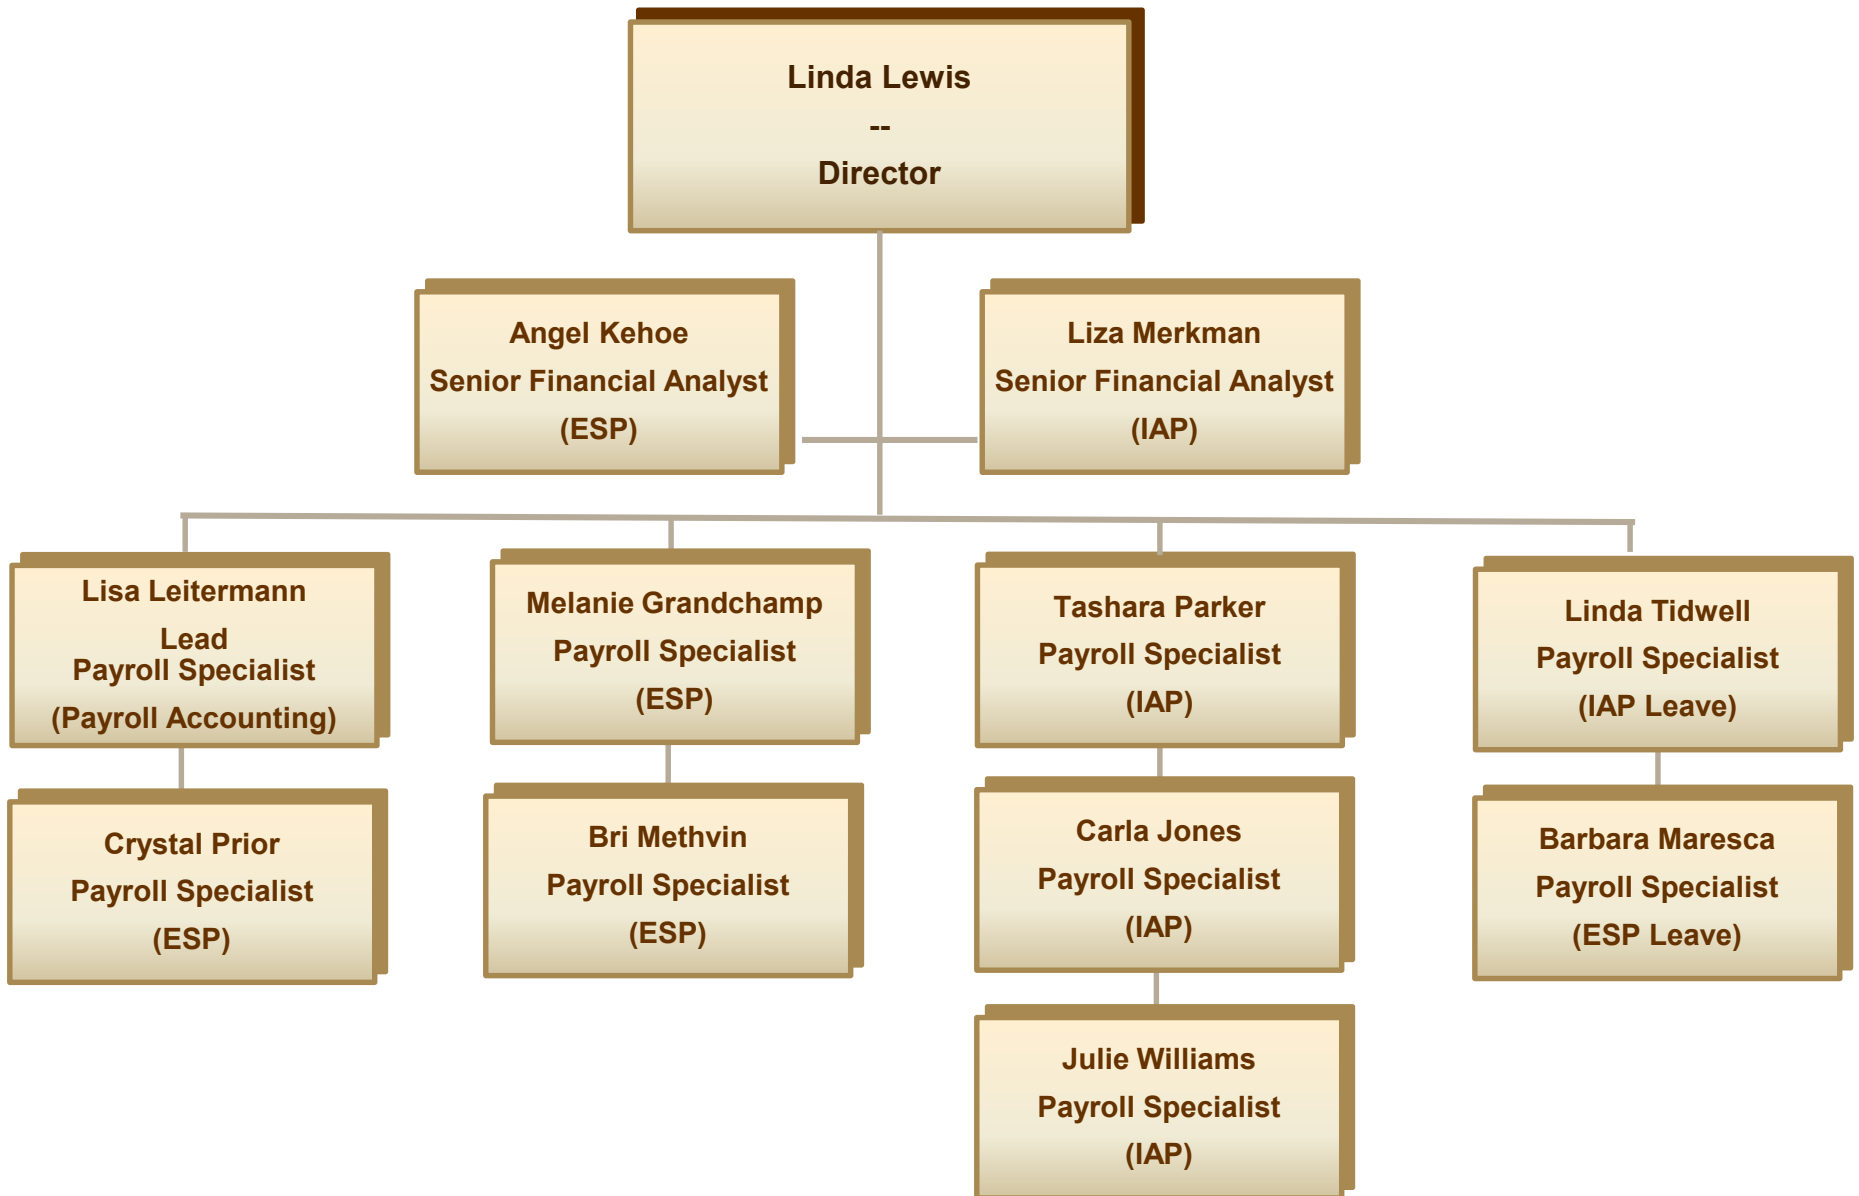 Linda Lewis
--
Director
Angel Kehoe
Senior Financial Analyst
(ESP)
Liza Merkman
Senior Financial Analyst
(IAP)
Lisa Leitermann
Lead
Payroll Specialist
(Payroll Accounting)
Melanie Grandchamp
Payroll Specialist
(ESP)
Tashara Parker
Payroll Specialist
(IAP)
Linda Tidwell
Payroll Specialist
(IAP Leave)
Crystal Prior
Payroll Specialist
(ESP)
Bri Methvin
Payroll Specialist
(ESP)
Carla Jones
Payroll Specialist
(IAP)
Barbara Maresca
Payroll Specialist
(ESP Leave)
Julie Williams
Payroll Specialist
(IAP)